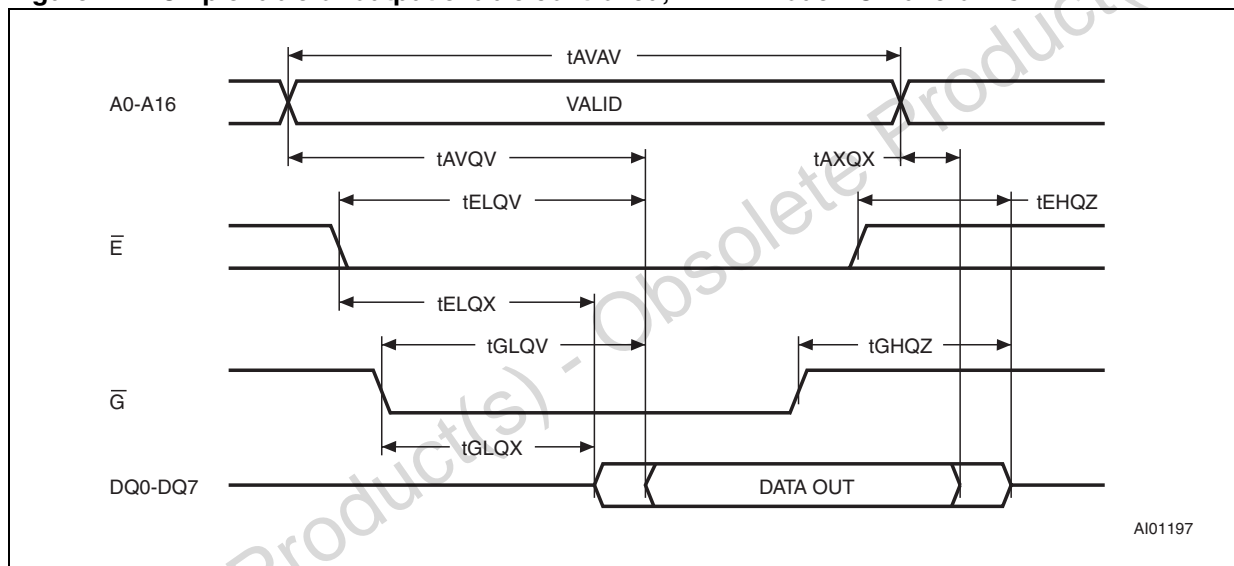 tAVAV
A0-A16
VALID
tAVQV
tAXQX
tELQV
tEHQZ
E
tELQX
tGLQV
tGHQZ
G
tGLQX
DQ0-DQ7
DATA OUT
AI01197
Product(s) - Obsolete Product(